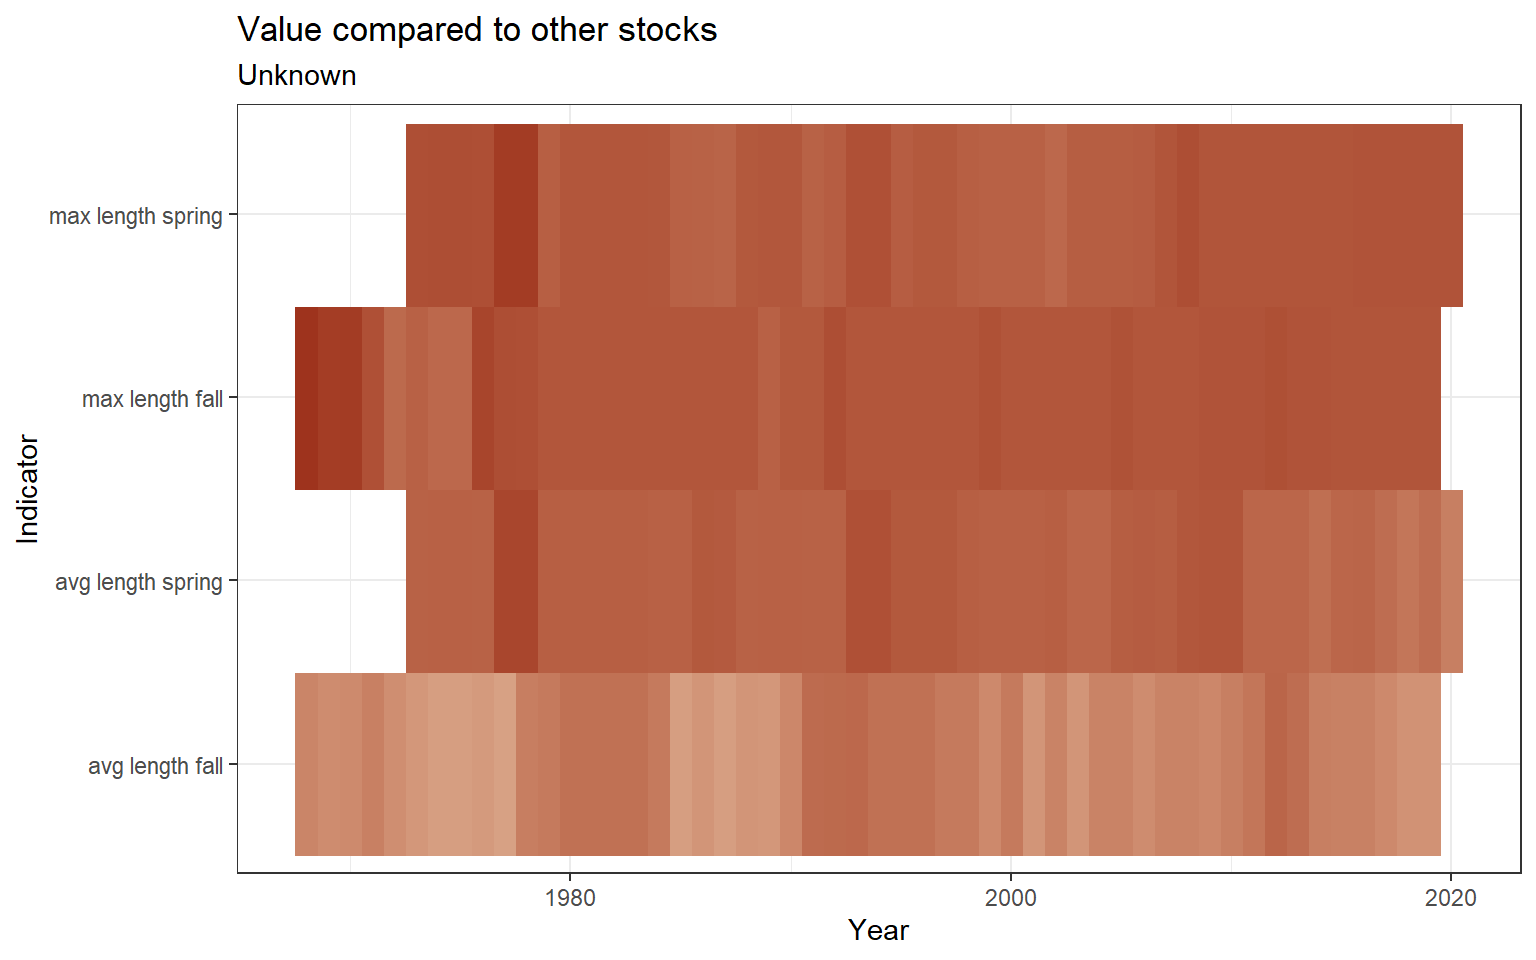 Value compared to other stocks
Unknown
max length spring
max length fall
avg length spring
avg length fall
Indicator
1980
2000
2020
Year